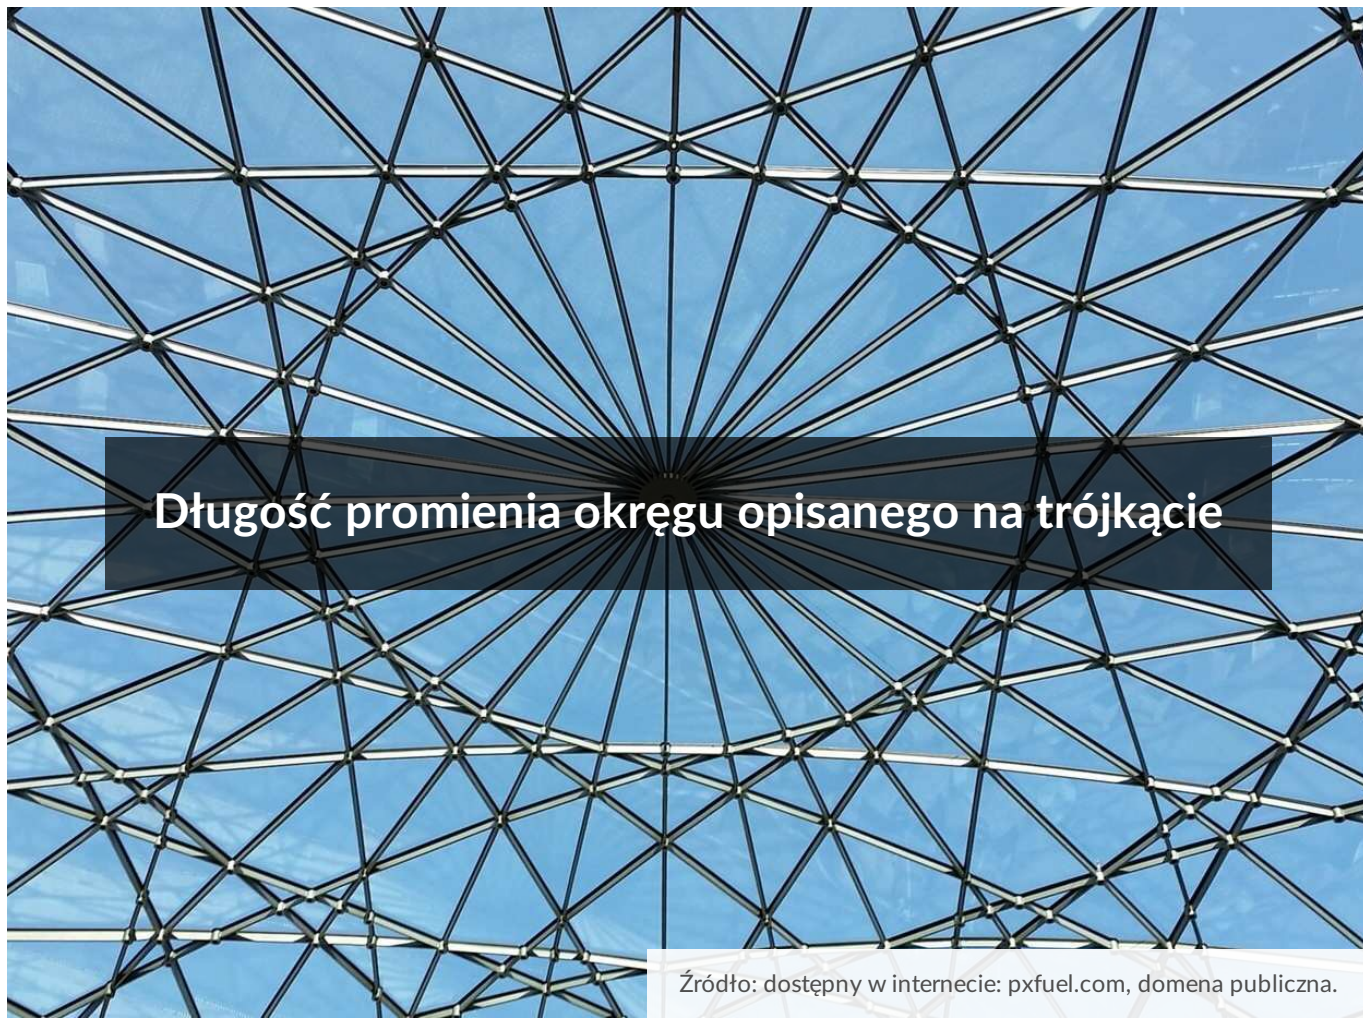 Długość promienia okręgu opisanego na trójkącie
Źródło: dostępny w internecie: pxfuel.com, domena publiczna.